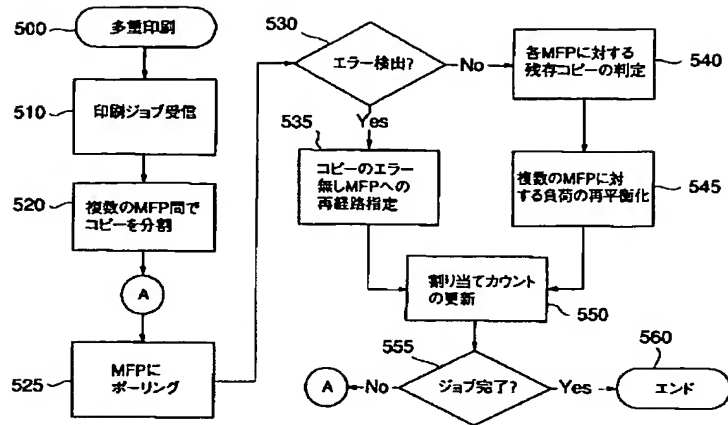 500
多量印刷
510
印刷ジョブ受信
520
複数のMFP間で
コピーを分割
A
525
MFPに
ポーリング
530
エラー検出?
No
Yes
535
コピーのエラー
無しMFPへの
再経路指定
540
各MFPに対する
残存コピーの判定
545
複数のMFPに対
する負荷の再平衡化
550
割り当てカウント
の更新
555
ジョブ完了?
No
A
Yes
560
エンド